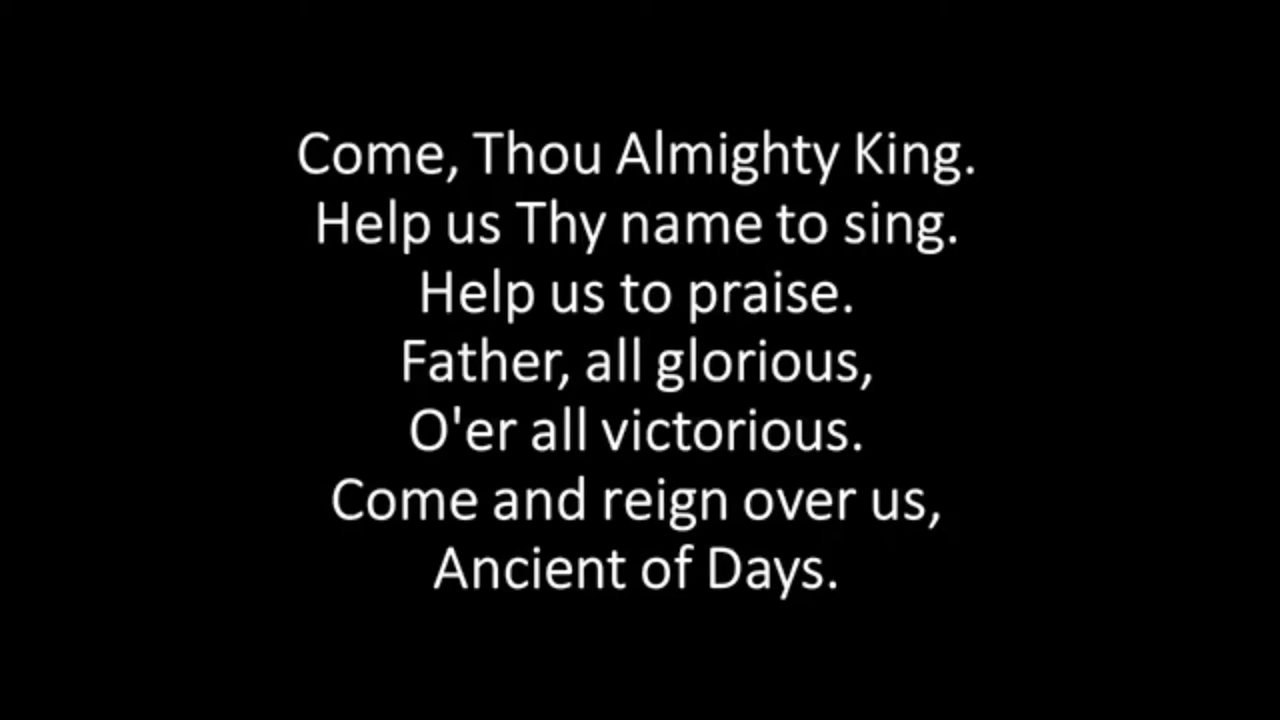 Come, Thou Almighty King.
Help us Thy name to sing.
Help us to praise.
Father, all glorious,
O'er all victorious.
Come and reign over us,
Ancient of Days.